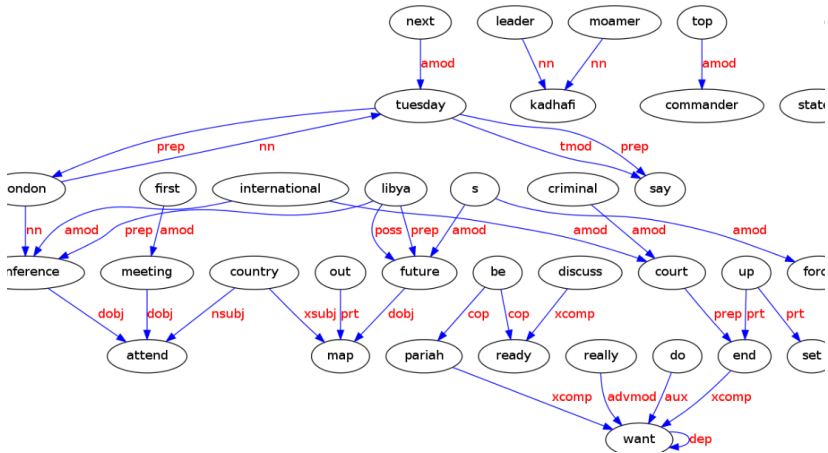 next leader moamer top
amod nn nn amod
tuesday kadhafi commander state
prep nn tmod prep
ondon first international libya s criminal say
nn amod prep amod poss prep amod amod amod amod
nference meeting country out future be discuss court up forc
dobj dobj nsubj xsubj prt dobj cop cop xcomp prep prt prt
attend map pariah ready really do end set
xcomp advmod aux xcomp
want dep